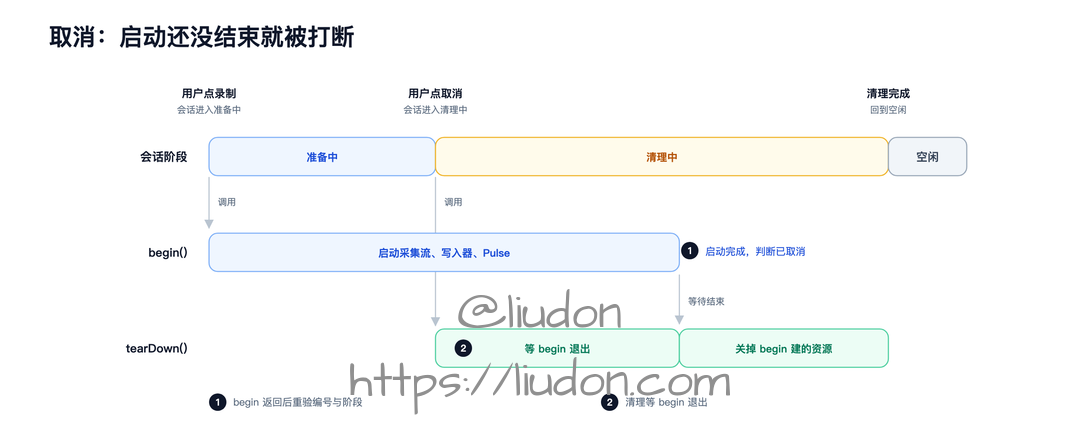 取消：启动还没结束就被打断
用户点录制
会话进入准备中
用户点取消
会话进入清理中
清理完成
回到空闲
会话阶段
准备中
清理中
空闲
调用
调用
begin()
启动采集流、写入器、Pulse
1 启动完成，判断已取消
等待结束
@liudon
tearDown()
2 等 begin 退出
关掉 begin 建的资源
https://liudon.com
1 begin 返回后重验编号与阶段
2 清理等 begin 退出